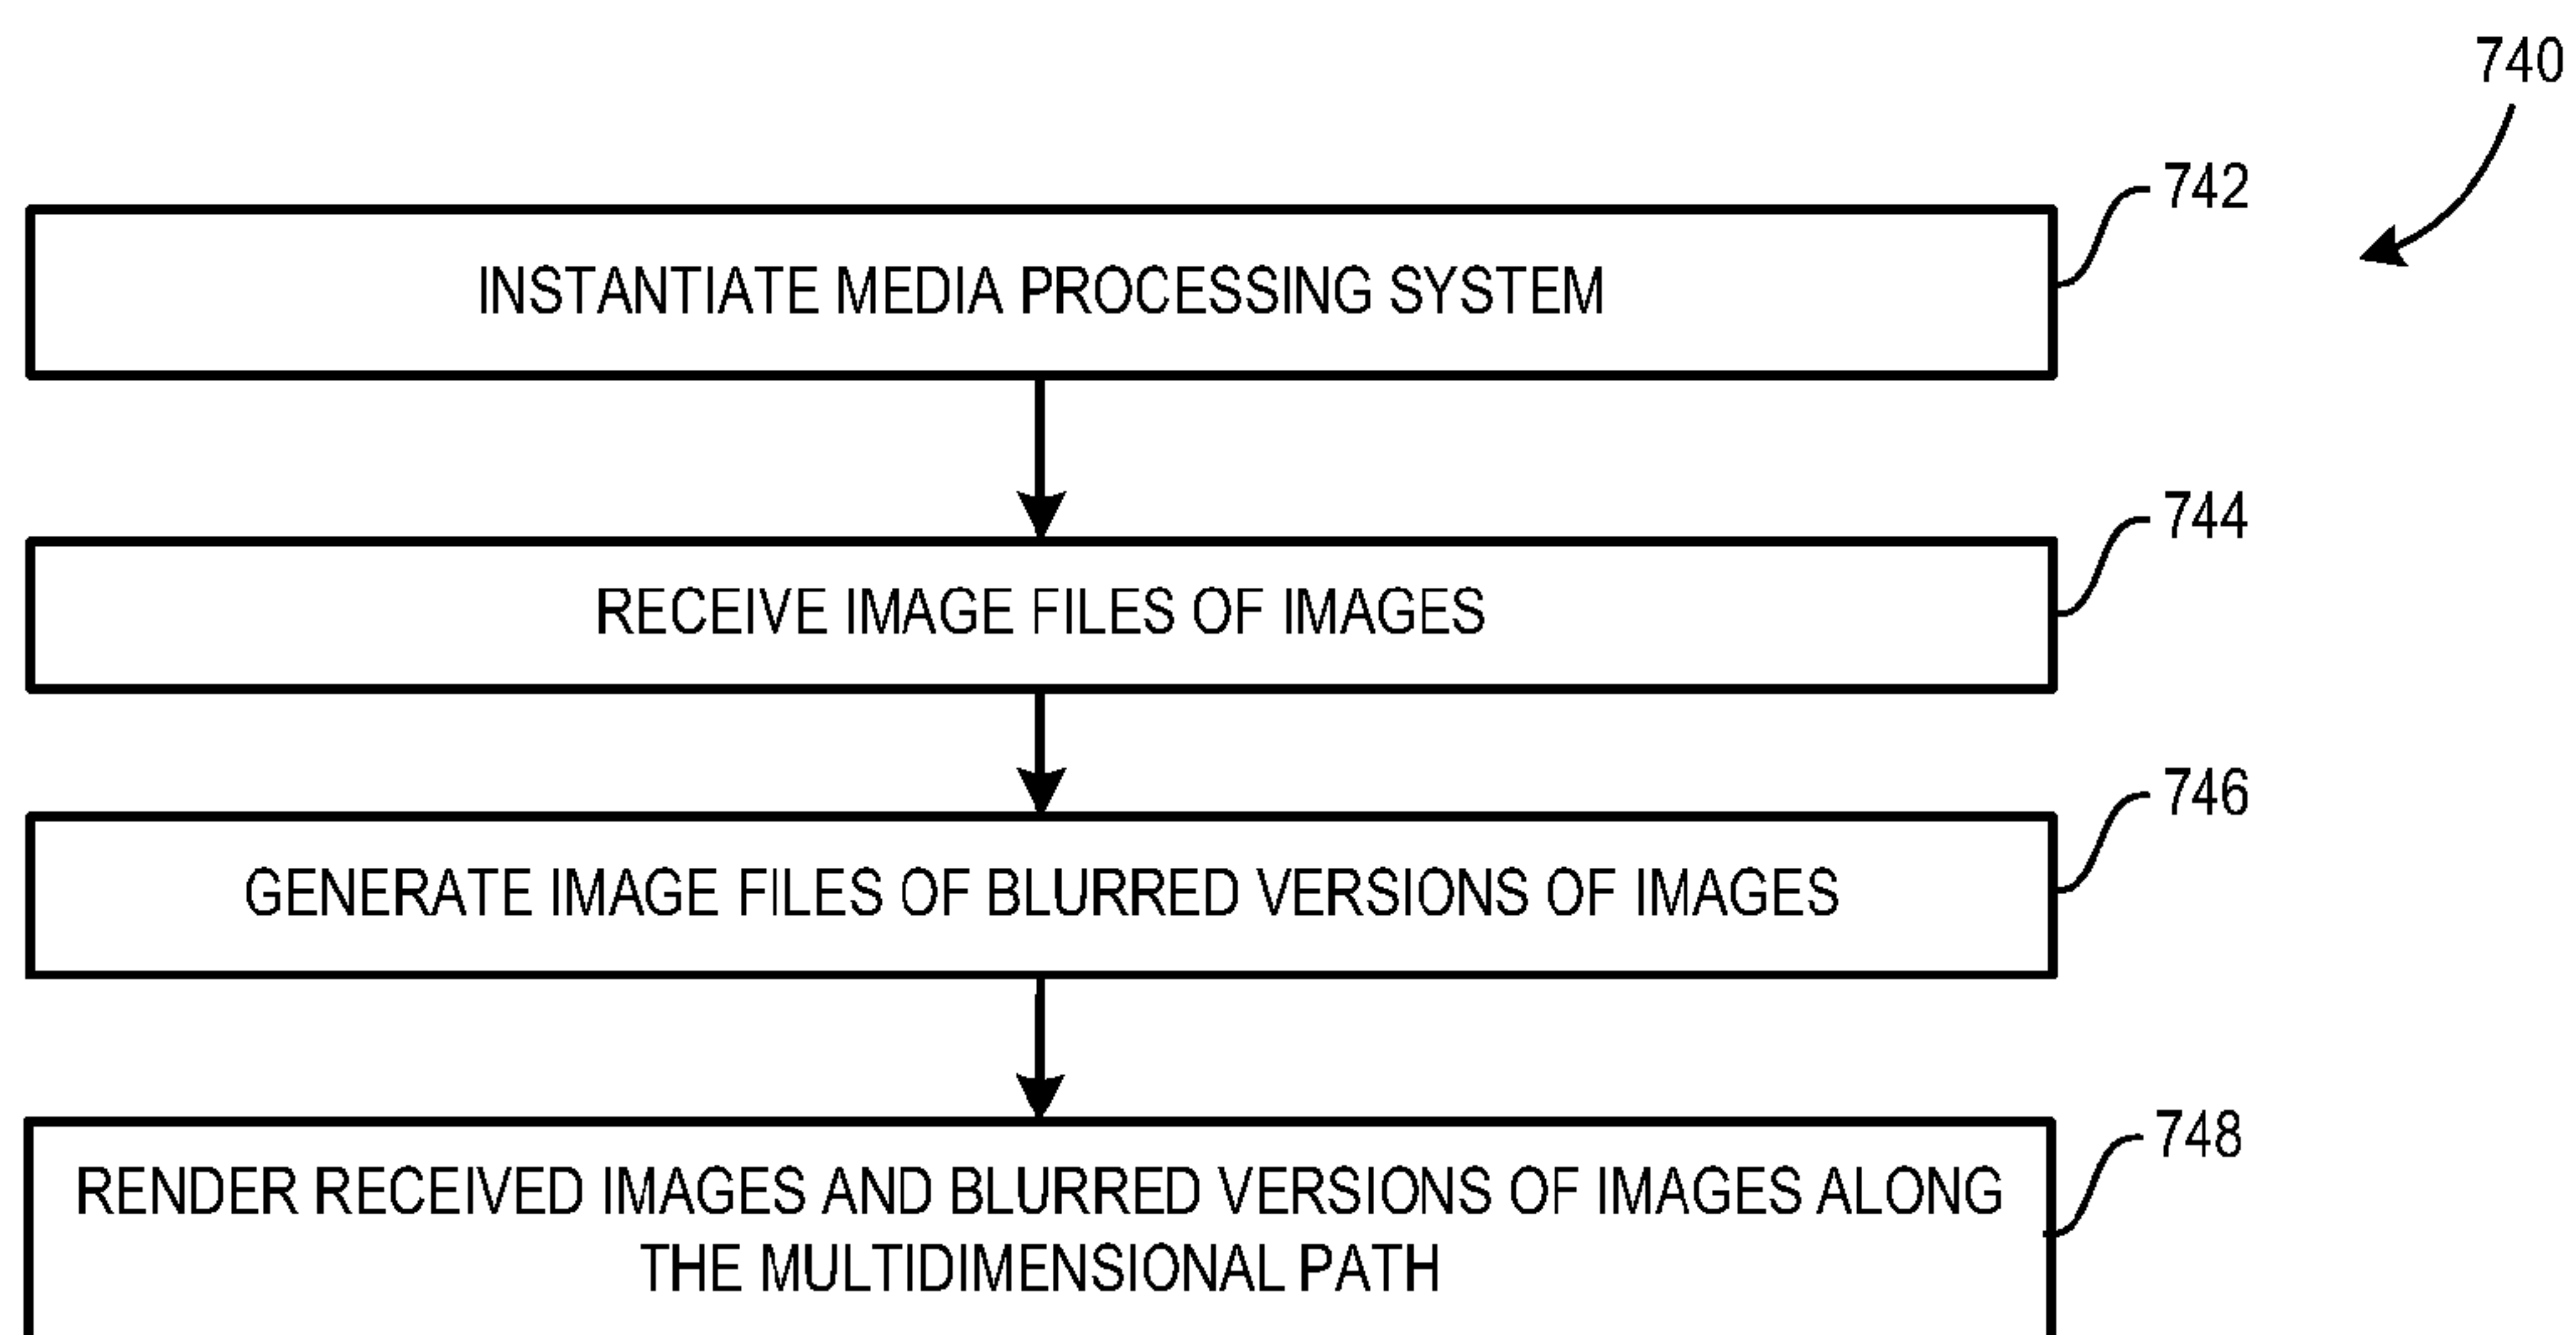 740
742
INSTANTIATE MEDIA PROCESSING SYSTEM
744
RECEIVE IMAGE FILES OF IMAGES
746
GENERATE IMAGE FILES OF BLURRED VERSIONS OF IMAGES
748
RENDER RECEIVED IMAGES AND BLURRED VERSIONS OF IMAGES ALONG
THE MULTIDIMENSIONAL PATH